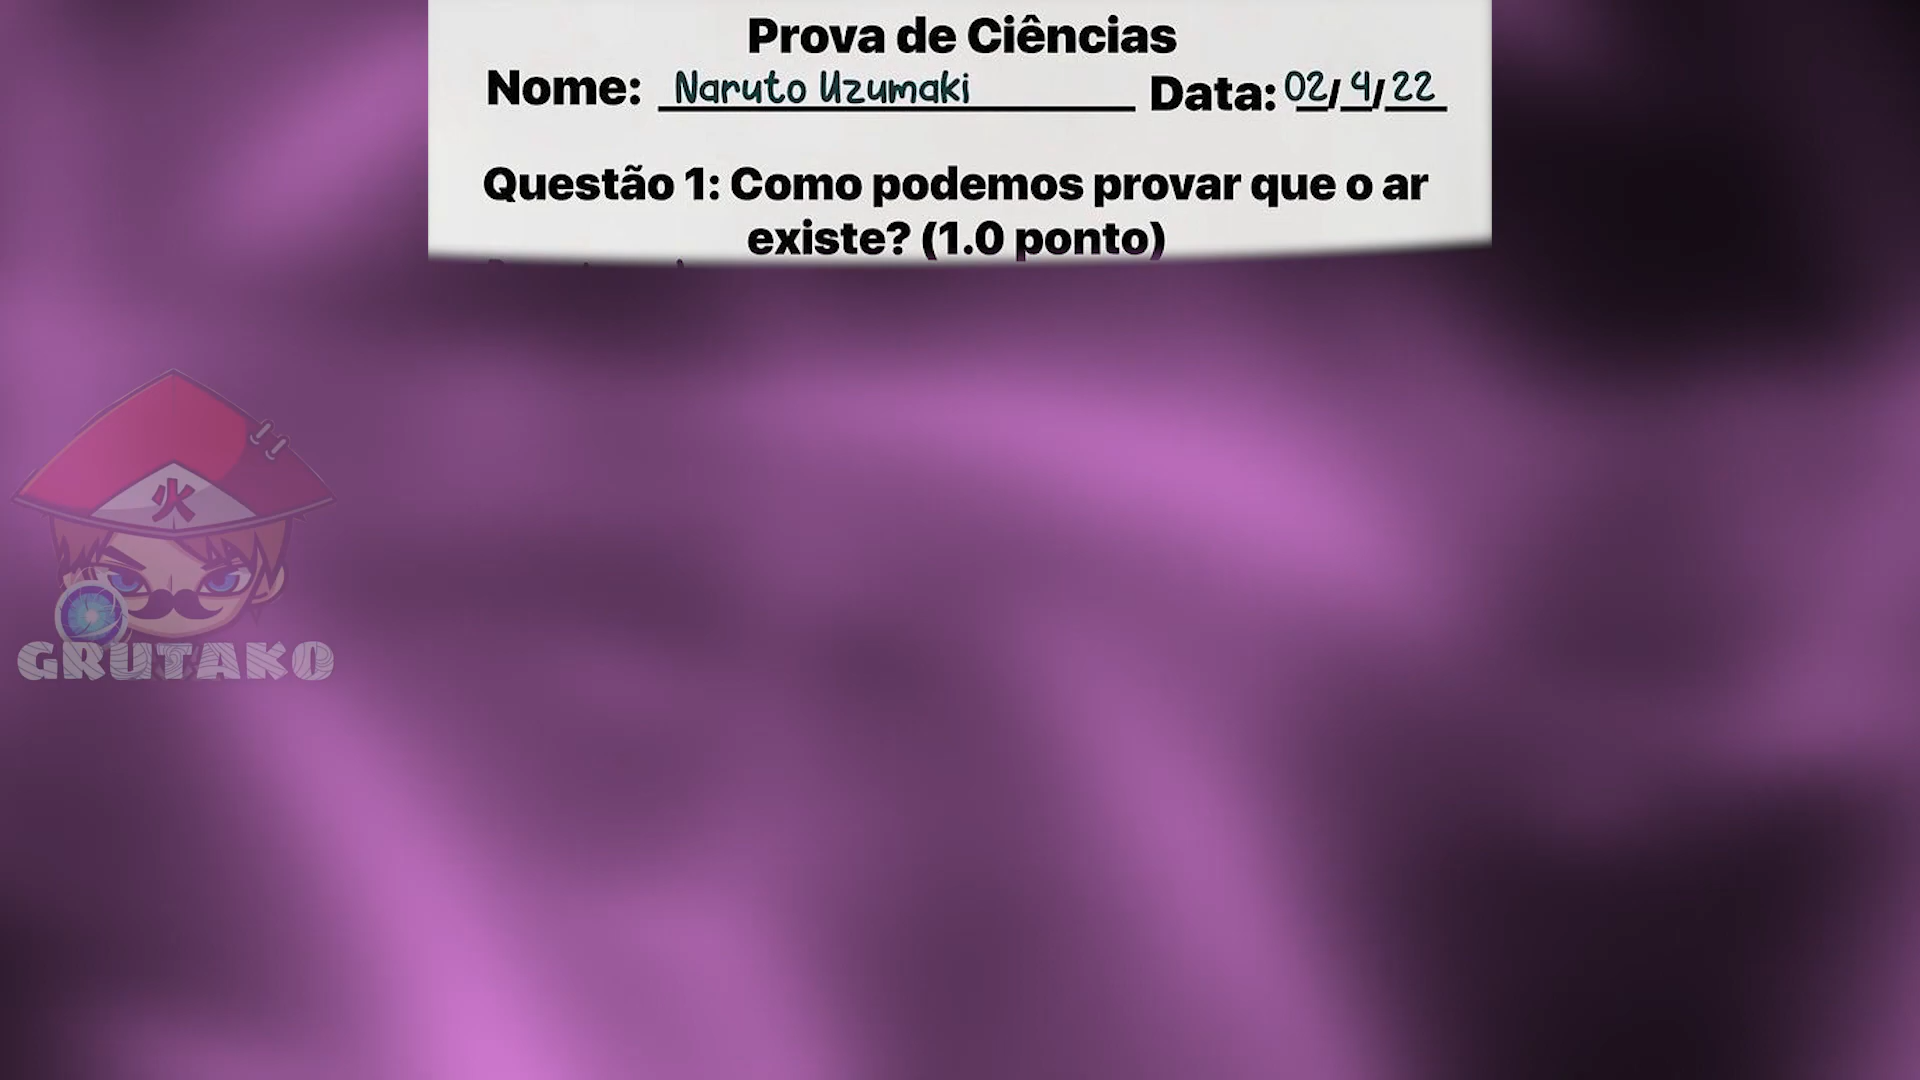 Prova de Ciências
Nome: Naruto Uzumaki Data: 02/4/22
Questão 1: Como podemos provar que o ar
existe? (1.0 ponto)
火
GRUTAKO